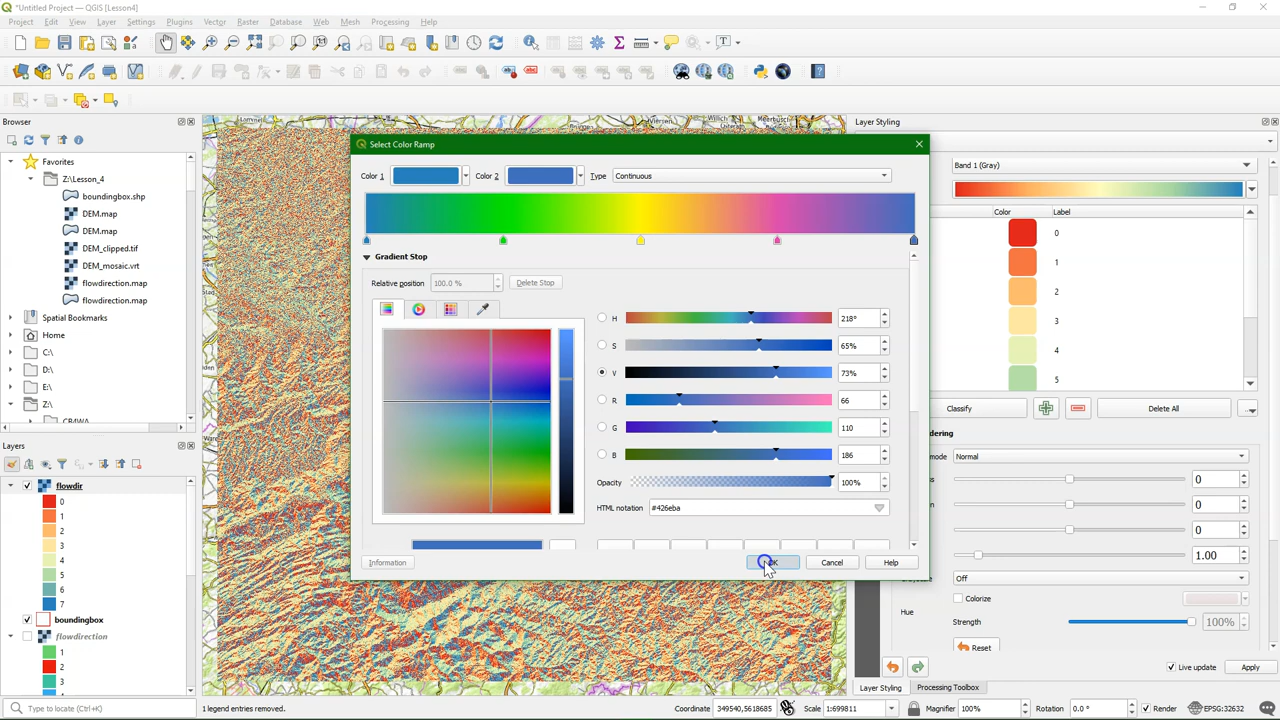 *Untitled Project — QGIS [Lesson4]
Project Edit View Layer Settings Plugins Vector Raster Database Web Mesh Processing Help
Browser
Favorites
Z:\Lesson_4
boundingbox.shp
DEM.map
DEM.map
DEM_clipped.tif
DEM_mosaic.vrt
flowdirection.map
flowdirection.map
Spatial Bookmarks
Home
C:\
D:\
E:\
Z:\
CB4WA
Layers
flowdir
0
1
2
3
4
5
6
7
boundingbox
flowdirection
1
2
3
Select Color Ramp
Color 1 Color 2 Type Continuous
Gradient Stop
Relative position 100.0 % Delete Stop
H 218°
S 65%
V 73%
R 66
G 110
B 186
Opacity 100%
HTML notation #426eba
Information OK Cancel Help
Layer Styling
Band 1 (Gray)
Color Label
0
1
2
3
4
5
Classify Delete All ...
Normal
0
0
0
1.00
Off
Colorize
Hue
Strength 100%
Reset
Live update Apply
Layer Styling Processing Toolbox
Type to locate (Ctrl+K) 1 legend entries removed. Coordinate 349540,5618685 Scale 1:699811 Magnifier 100% Rotation 0.0 ° Render EPSG:32632